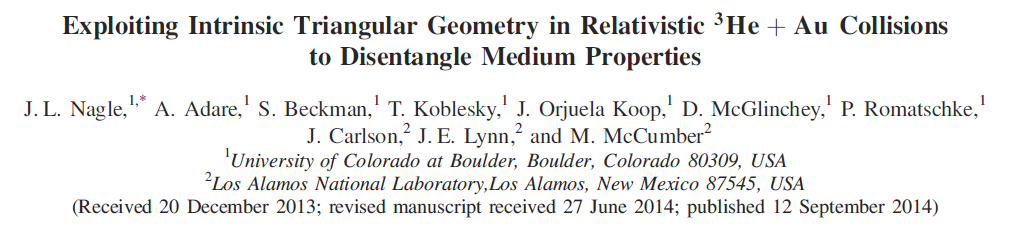 Exploiting Intrinsic Triangular Geometry in Relativistic ³He + Au Collisions
to Disentangle Medium Properties
J. L. Nagle,¹,* A. Adare,¹ S. Beckman,¹ T. Koblesky,¹ J. Orjuela Koop,¹ D. McGlinchey,¹ P. Romatschke,¹
J. Carlson,² J. E. Lynn,² and M. McCumber²
¹University of Colorado at Boulder, Boulder, Colorado 80309, USA
²Los Alamos National Laboratory,Los Alamos, New Mexico 87545, USA
(Received 20 December 2013; revised manuscript received 27 June 2014; published 12 September 2014)